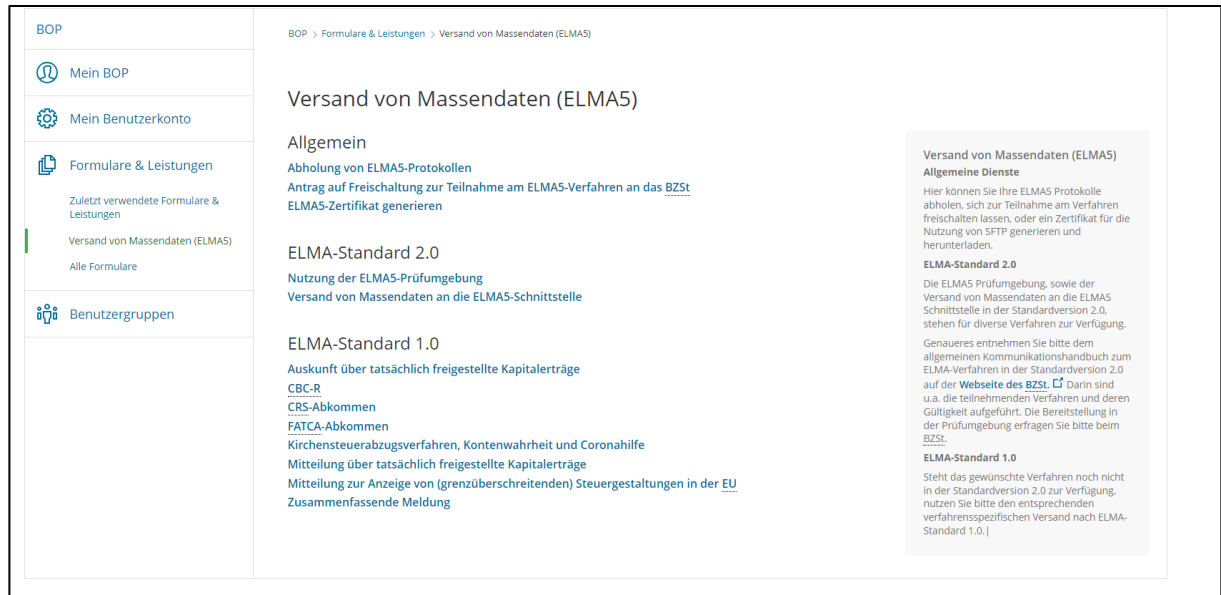 BOP
Mein BOP
Mein Benutzerkonto
Formulare & Leistungen
Zuletzt verwendete Formulare &
Leistungen
Versand von Massendaten (ELMA5)
Alle Formulare
Benutzergruppen
BOP > Formulare & Leistungen > Versand von Massendaten (ELMA5)
Versand von Massendaten (ELMA5)
Allgemein
Abholung von ELMA5-Protokollen
Antrag auf Freischaltung zur Teilnahme am ELMA5-Verfahren an das BZSt
ELMA5-Zertifikat generieren
ELMA-Standard 2.0
Nutzung der ELMA5-Prüfumgebung
Versand von Massendaten an die ELMA5-Schnittstelle
ELMA-Standard 1.0
Auskunft über tatsächlich freigestellte Kapitalerträge
CBC-R
CRS-Abkommen
FATCA-Abkommen
Kirchensteuerabzugsverfahren, Kontenwahrheit und Coronahilfe
Mitteilung über tatsächlich freigestellte Kapitalerträge
Mitteilung zur Anzeige von (grenzüberschreitenden) Steuergestaltungen in der EU
Zusammenfassende Meldung
Versand von Massendaten (ELMA5)
Allgemeine Dienste
Hier können Sie Ihre ELMA5 Protokolle
abholen, sich zur Teilnahme am Verfahren
freischalten lassen, oder ein Zertifikat für die
Nutzung von SFTP generieren und
herunterladen.
ELMA-Standard 2.0
Die ELMA5 Prüfumgebung, sowie der
Versand von Massendaten an die ELMA5
Schnittstelle in der Standardversion 2.0,
stehen für diverse Verfahren zur Verfügung.
Genaueres entnehmen Sie bitte dem
allgemeinen Kommunikationshandbuch zum
ELMA-Verfahren in der Standardversion 2.0
auf der Webseite des BZSt. Darin sind
u.a. die teilnehmenden Verfahren und deren
Gültigkeit aufgeführt. Die Bereitstellung in
der Prüfumgebung erfragen Sie bitte beim
BZSt.
ELMA-Standard 1.0
Steht das gewünschte Verfahren noch nicht
in der Standardversion 2.0 zur Verfügung,
nutzen Sie bitte den entsprechenden
verfahrensspezifischen Versand nach ELMA-
Standard 1.0.|